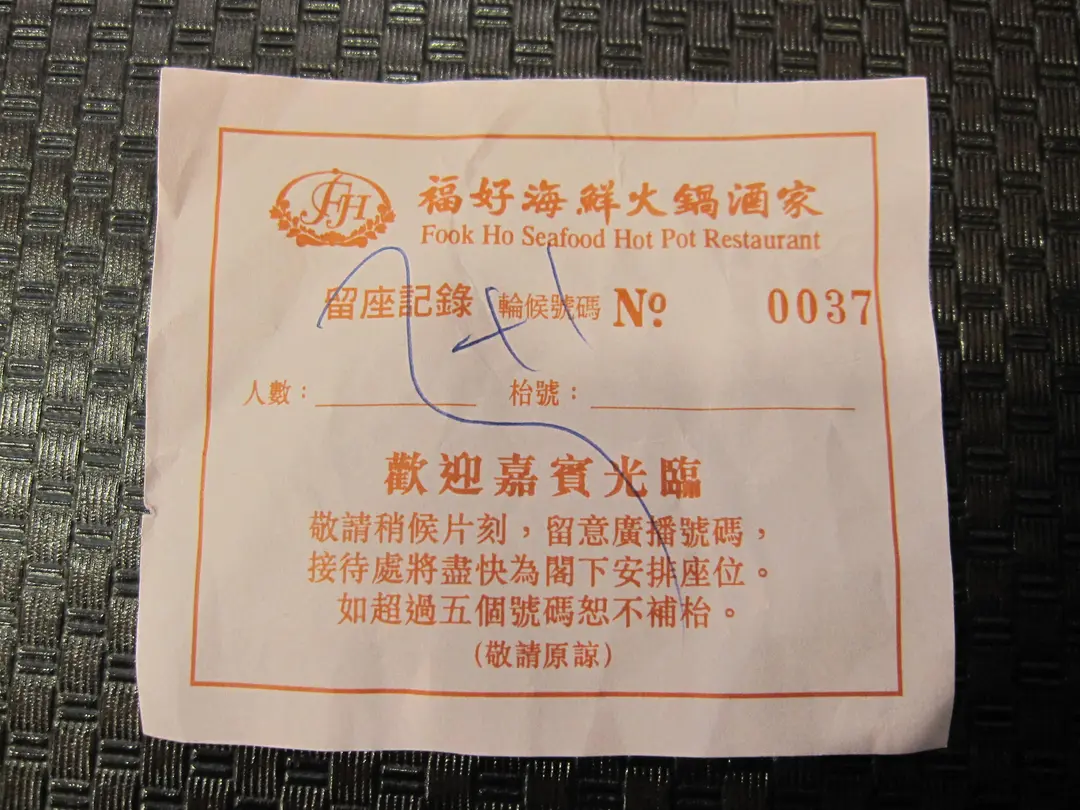 福好海鮮火鍋酒家
Fook Ho Seafood Hot Pot Restaurant
留座記錄 輪候號碼 Nº 0037
人數：
枱號：
歡迎嘉賓光臨
敬請稍候片刻，留意廣播號碼，
接待處將盡快為閣下安排座位。
如超過五個號碼恕不補枱。
(敬請原諒)